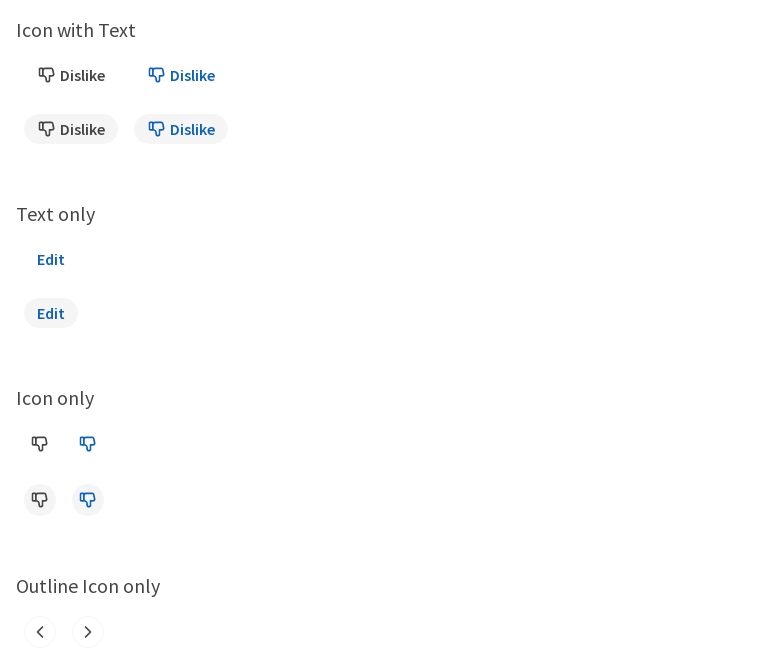 Icon with Text
Dislike Dislike
Dislike Dislike
Text only
Edit
Edit
Icon only
Outline Icon only